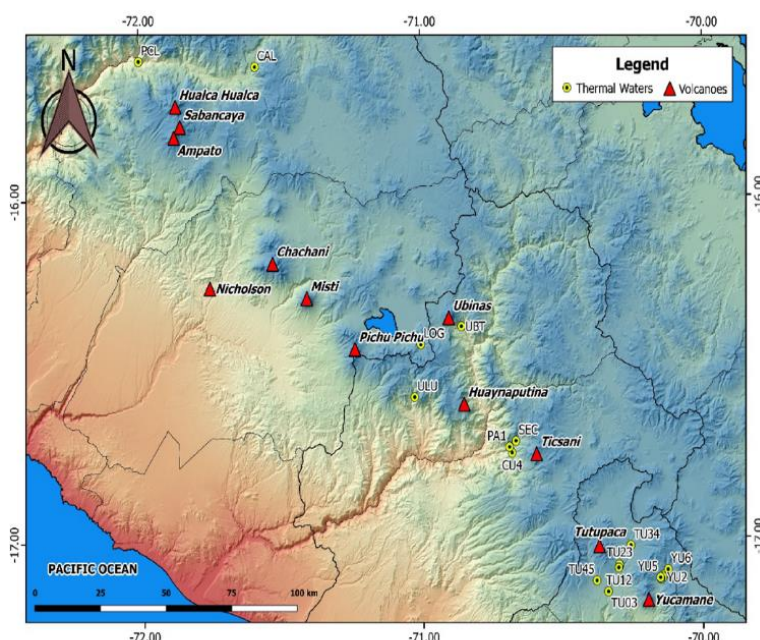 -72.00 -71.00 -70.00
N
PCL
CAL
Legend
Thermal Waters Volcanoes
Hualca Hualca
Sabancaya
Ampato
-16.00 -16.00
Chachani
Nicholson
Misti
Ubinas
UBT
Pichu Pichu
LOG
ULU
Huaynaputina
SEC
PA1
Ticsani
CU4
Tutupaca
TU34
-17.00 -17.00
TU23
YU6
YU5
PACIFIC OCEAN
TU45
TU12
YU2
TU03
Yucamane
0 25 50 75 100 km
-72.00 -71.00 -70.00